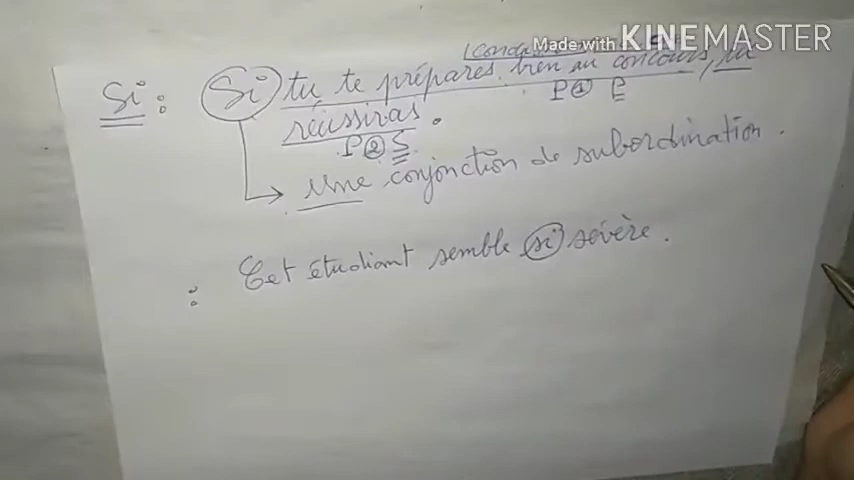 Made with KINEMASTER
Si : Si tu te prépares bien au concours, tu
P① P
réussiras.
P② S
Une conjonction de subordination.
: Cet étudiant semble si sévère.